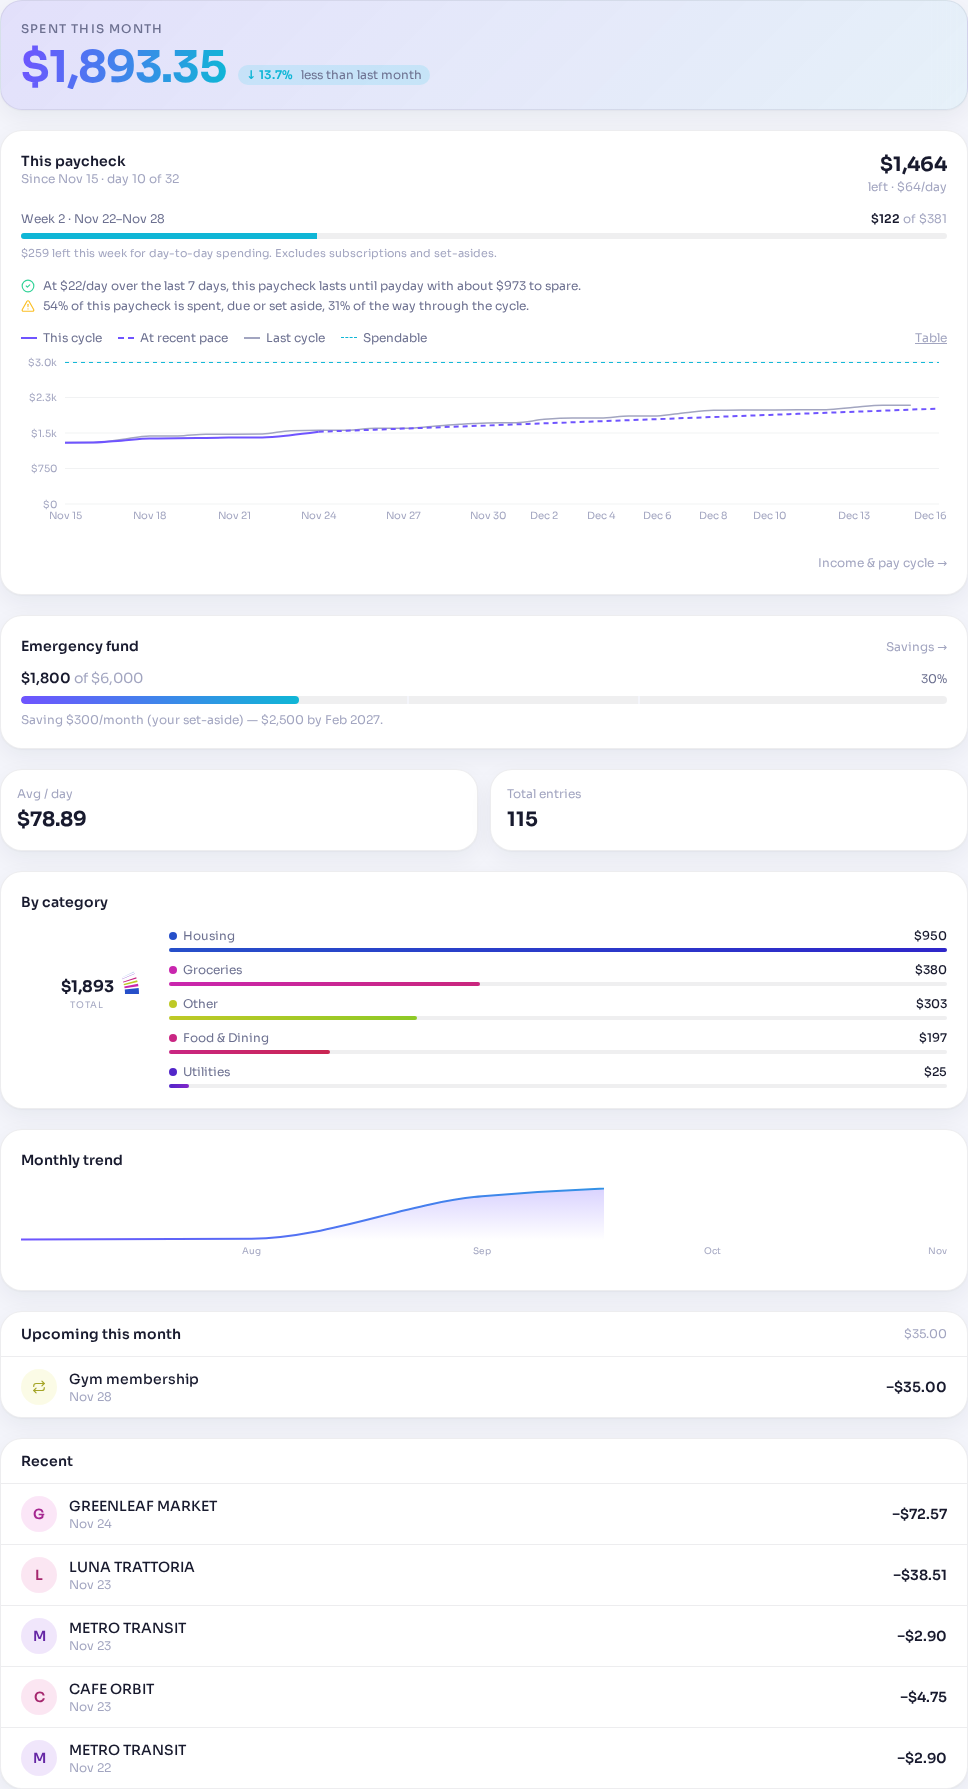 SPENT THIS MONTH
$1,893.35 ↓ 13.7% less than last month
This paycheck
Since Nov 15 · day 10 of 32
$1,464
left · $64/day
Week 2 · Nov 22–Nov 28
$122 of $381
$259 left this week for day-to-day spending. Excludes subscriptions and set-asides.
At $22/day over the last 7 days, this paycheck lasts until payday with about $973 to spare.
54% of this paycheck is spent, due or set aside, 31% of the way through the cycle.
This cycle At recent pace Last cycle Spendable Table
$3.0k
$2.3k
$1.5k
$750
$0
Nov 15 Nov 18 Nov 21 Nov 24 Nov 27 Nov 30 Dec 2 Dec 4 Dec 6 Dec 8 Dec 10 Dec 13 Dec 16
Income & pay cycle →
Emergency fund
Savings →
$1,800 of $6,000
30%
Saving $300/month (your set-aside) — $2,500 by Feb 2027.
Avg / day
$78.89
Total entries
115
By category
$1,893
TOTAL
Housing $950
Groceries $380
Other $303
Food & Dining $197
Utilities $25
Monthly trend
Aug Sep Oct Nov
Upcoming this month $35.00
Gym membership
Nov 28
−$35.00
Recent
G
GREENLEAF MARKET
Nov 24
−$72.57
L
LUNA TRATTORIA
Nov 23
−$38.51
M
METRO TRANSIT
Nov 23
−$2.90
C
CAFE ORBIT
Nov 23
−$4.75
M
METRO TRANSIT
Nov 22
−$2.90